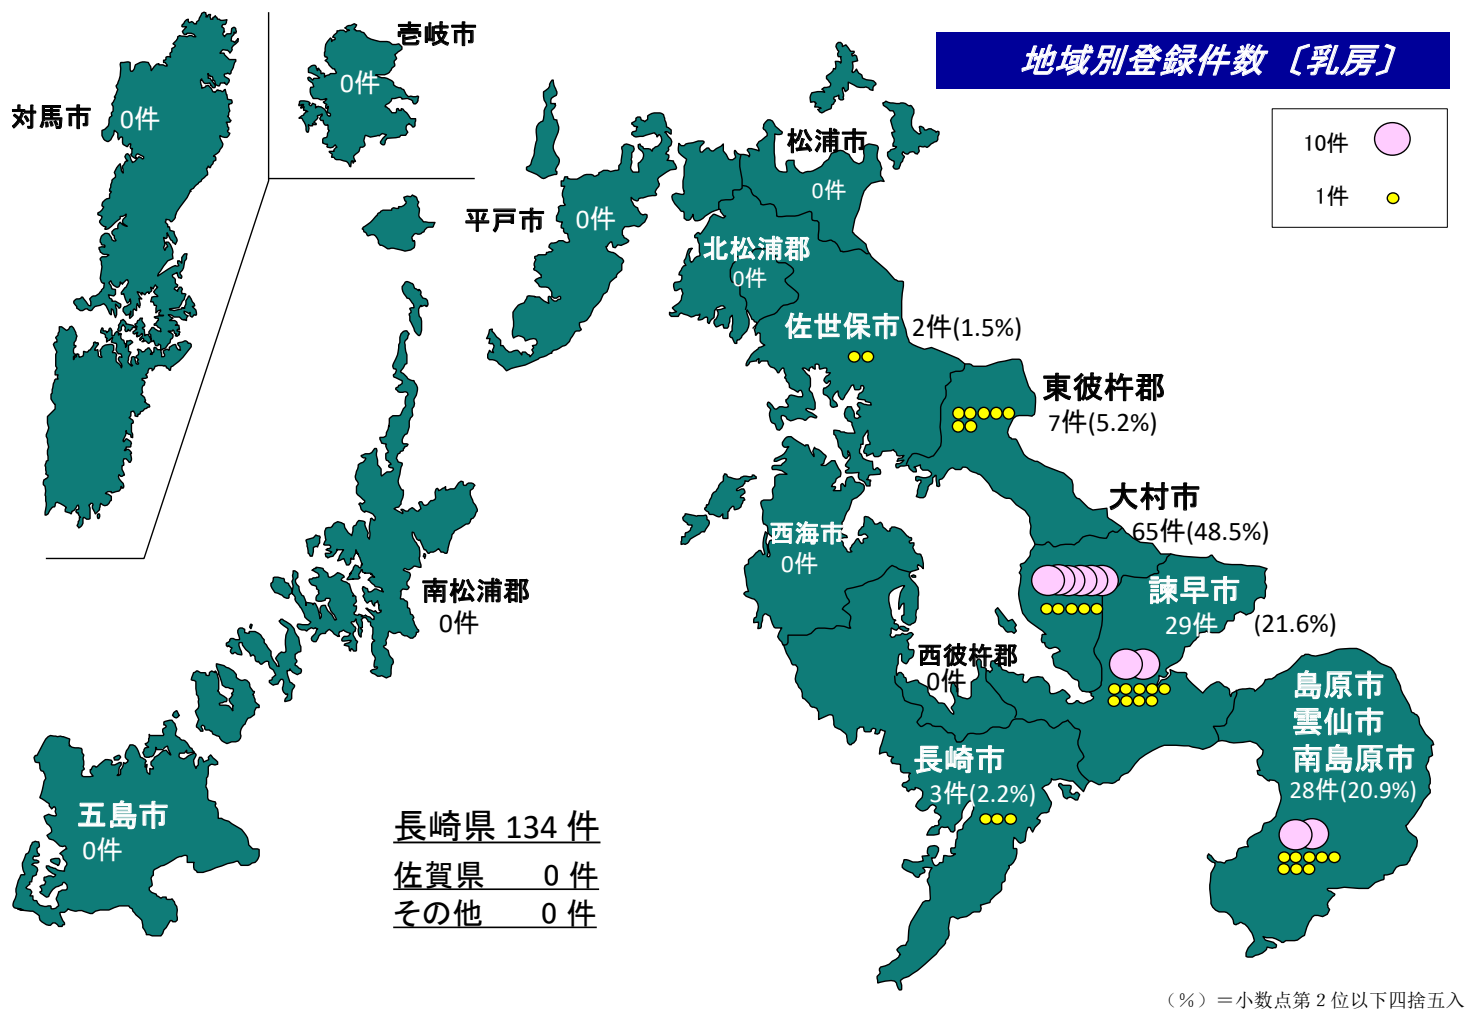 地域別登録件数〔乳房〕
10件
1件
壱岐市
0件
対馬市
0件
松浦市
0件
平戸市
0件
北松浦郡
0件
佐世保市
2件(1.5%)
東彼杵郡
7件(5.2%)
大村市
65件(48.5%)
西海市
0件
諫早市
29件
(21.6%)
南松浦郡
0件
西彼杵郡
0件
島原市
雲仙市
南島原市
28件(20.9%)
長崎市
3件(2.2%)
五島市
0件
長崎県 134 件
佐賀県 0 件
その他 0 件
（％）＝小数点第２位以下四捨五入